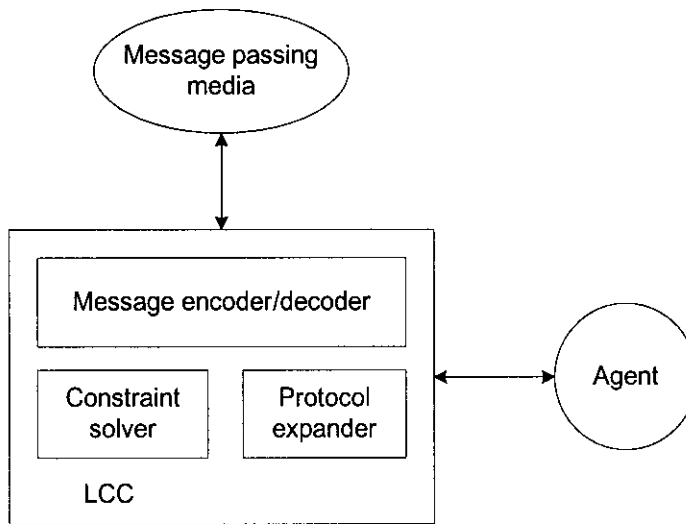 Message passing
media
Message encoder/decoder
Constraint
solver
Protocol
expander
LCC
Agent